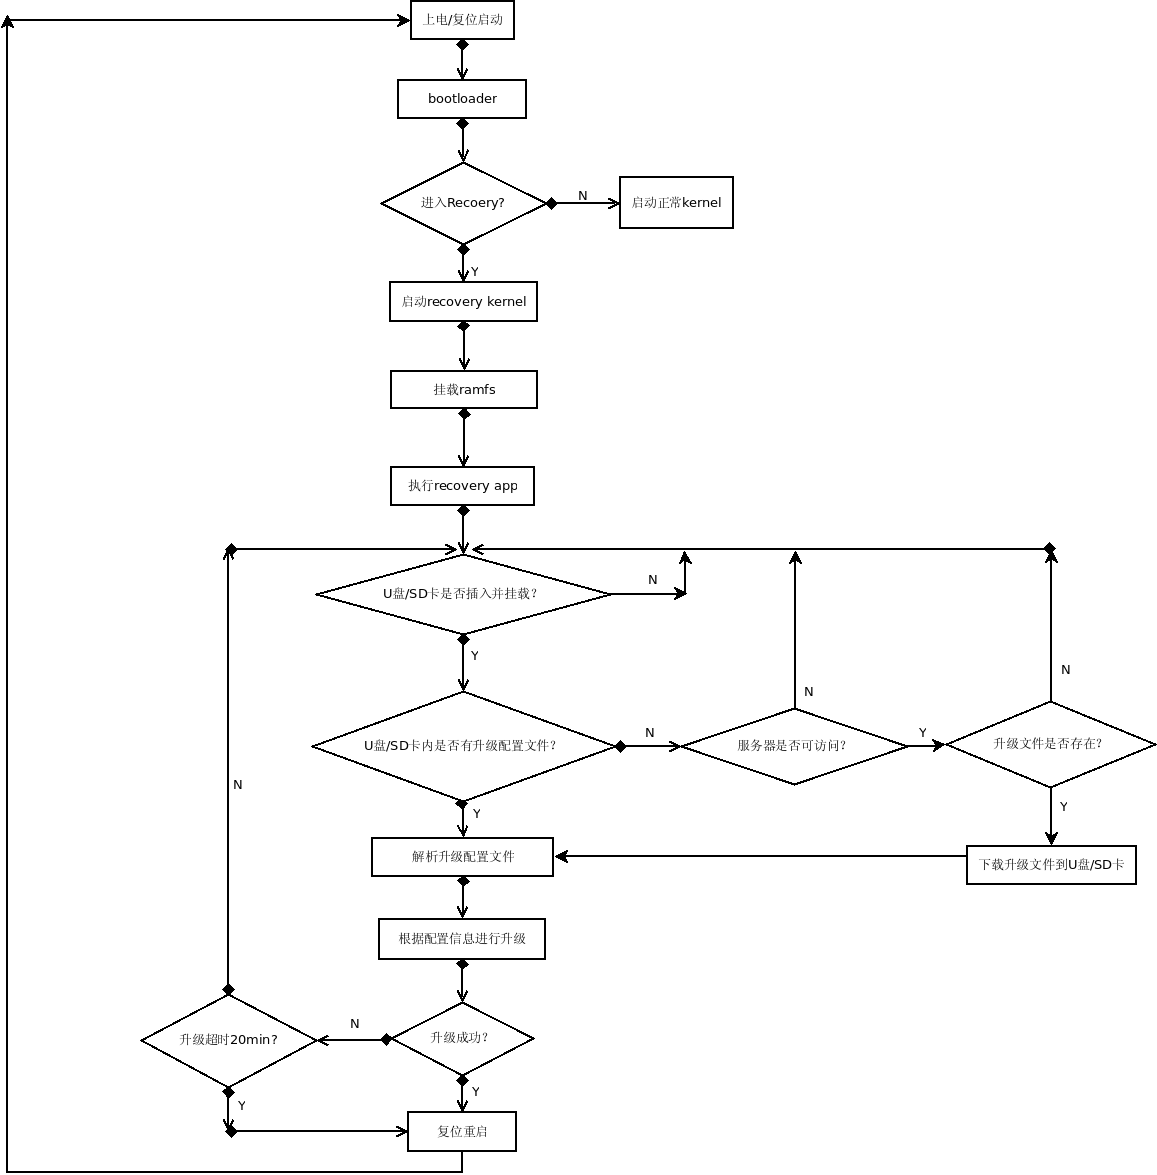 上电/复位启动
bootloader
进入Recoery?
N
启动正常kernel
Y
启动recovery kernel
挂载ramfs
执行recovery app
N
U盘/SD卡是否插入并挂载？
Y
N
N
U盘/SD卡内是否有升级配置文件？
N
服务器是否可访问？
Y
升级文件是否存在？
N
Y
Y
解析升级配置文件
下载升级文件到U盘/SD卡
根据配置信息进行升级
N
升级超时20min?
升级成功？
Y
Y
复位重启